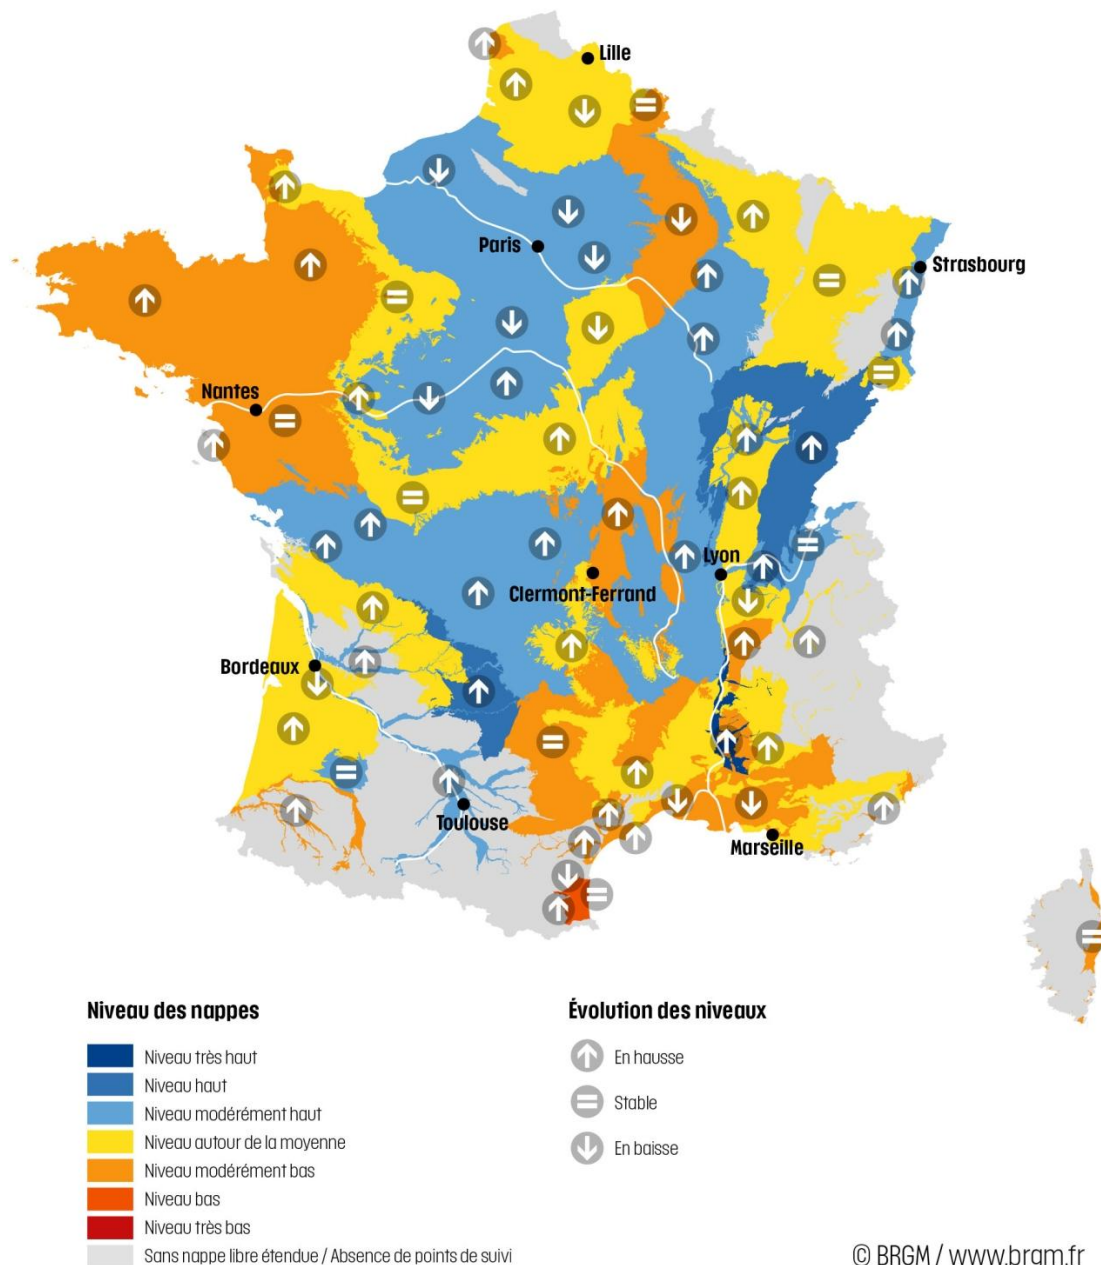 Lille
Paris
Strasbourg
Nantes
Lyon
Clermont-Ferrand
Bordeaux
Toulouse
Marseille
Niveau des nappes
Niveau très haut
Niveau haut
Niveau modérément haut
Niveau autour de la moyenne
Niveau modérément bas
Niveau bas
Niveau très bas
Sans nappe libre étendue / Absence de points de suivi
Évolution des niveaux
En hausse
Stable
En baisse
© BRGM / www.brgm.fr